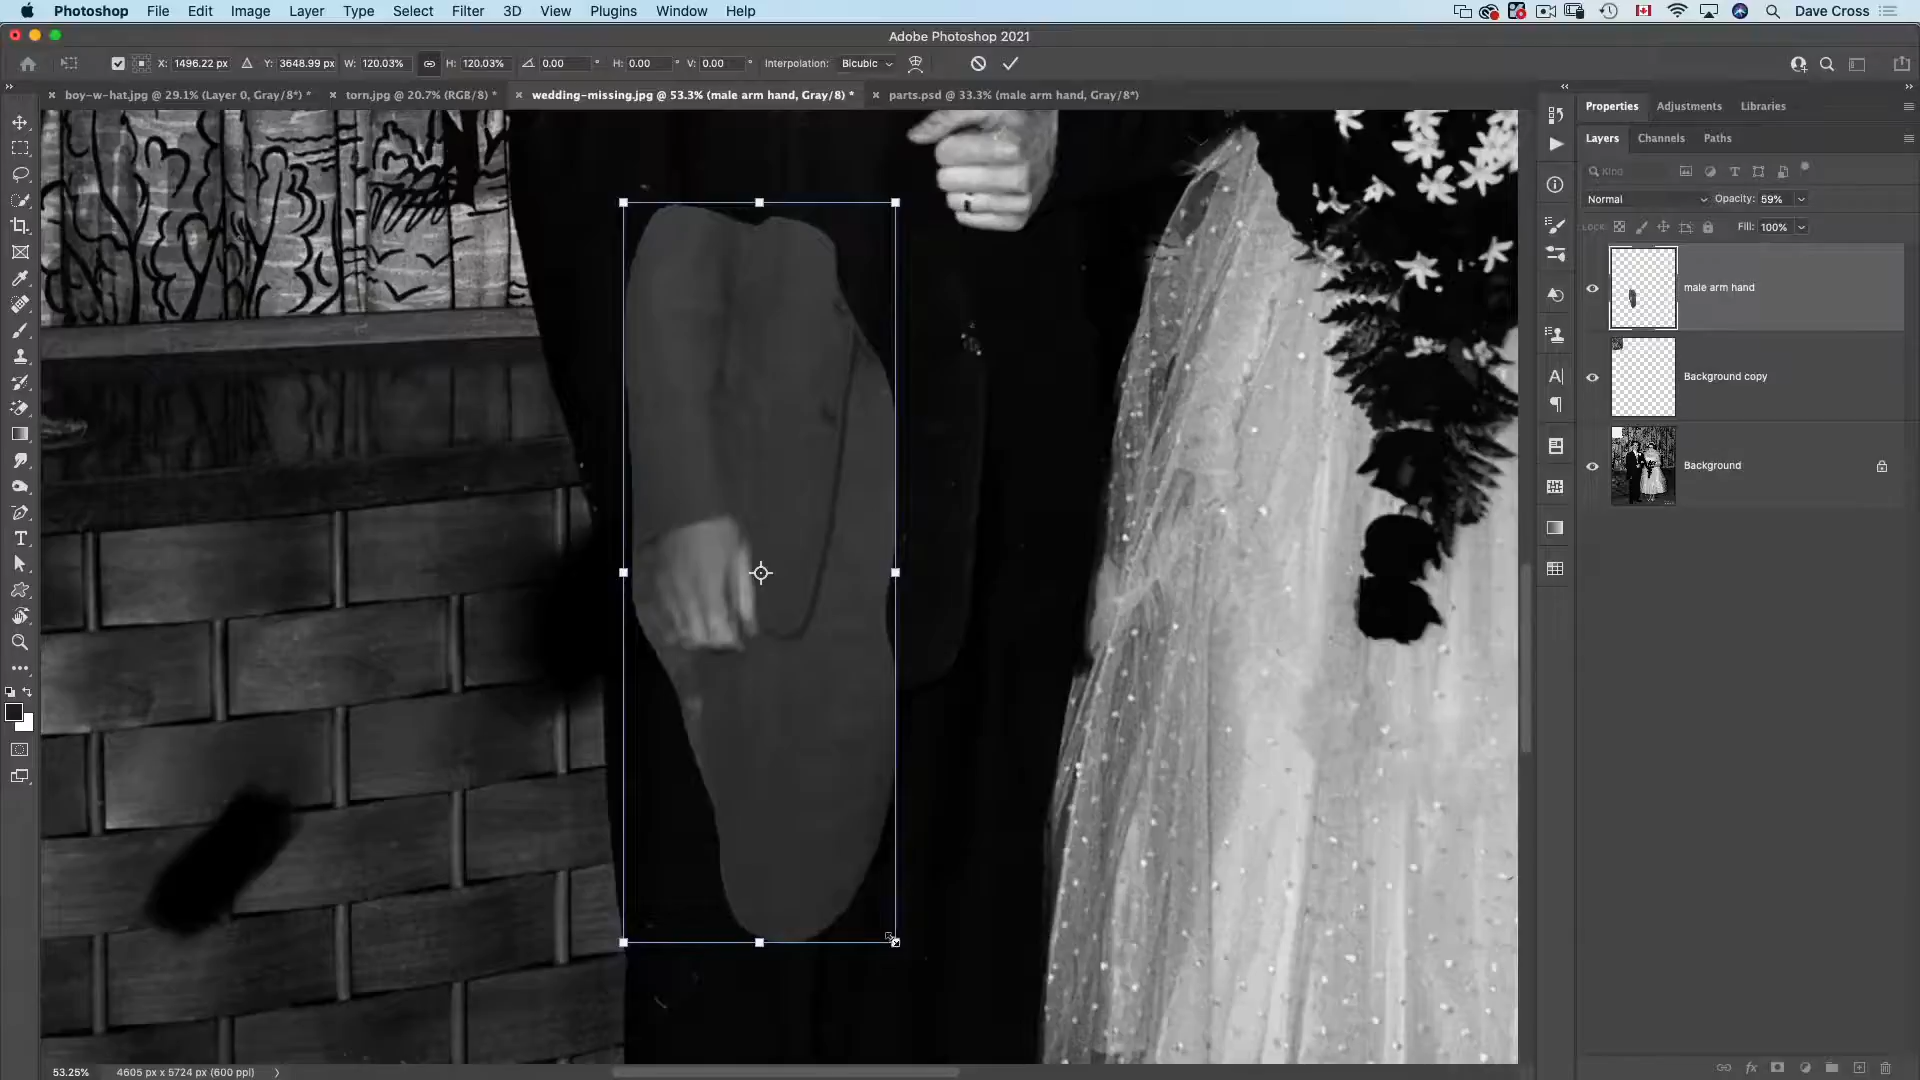 Photoshop File Edit Image Layer Type Select Filter 3D View Plugins Window Help Dave Cross
Adobe Photoshop 2021
X: 1496.22 px Y: 3648.99 px W: 120.03% H: 120.03% 0.00 ° H: 0.00 ° V: 0.00 ° Interpolation: Bicubic
boy-w-hat.jpg @ 29.1% (Layer 0, Gray/8*) * torn.jpg @ 20.7% (RGB/8) * wedding-missing.jpg @ 53.3% (male arm hand, Gray/8) * parts.psd @ 33.3% (male arm hand, Gray/8*)
Properties Adjustments Libraries
Layers Channels Paths
Kind
Normal Opacity: 59%
Lock: Fill: 100%
male arm hand
Background copy
Background
53.25% 4605 px x 5724 px (600 ppl)